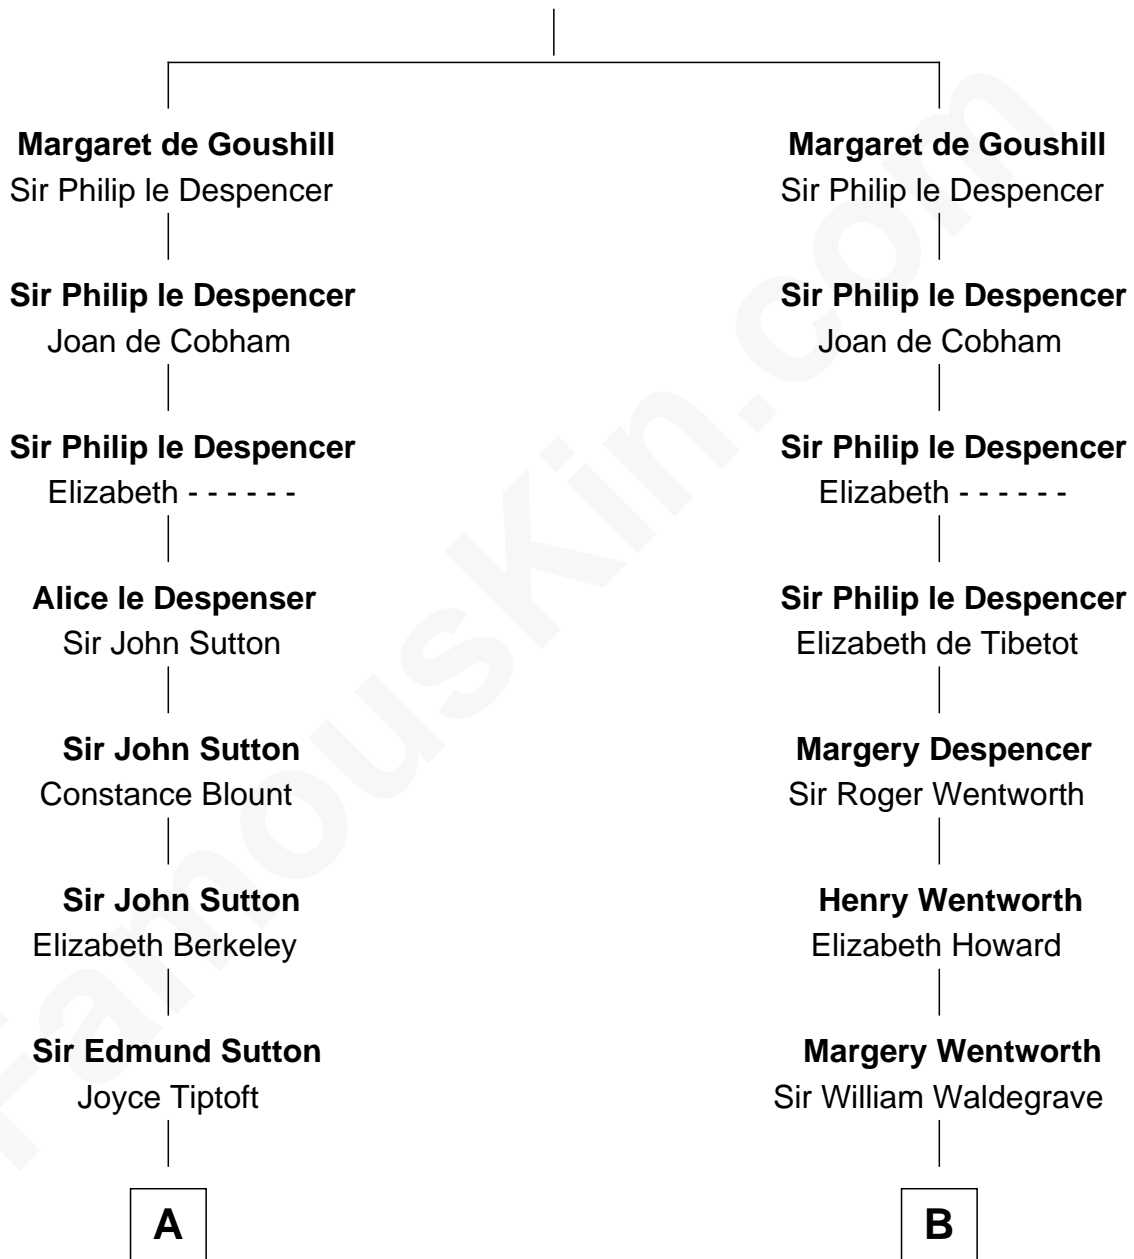 Margaret de Goushill
Sir Philip le Despencer
Sir Philip le Despencer
Joan de Cobham
Sir Philip le Despencer
Elizabeth - - - - - -
Alice le Despenser
Sir John Sutton
Sir John Sutton
Constance Blount
Sir John Sutton
Elizabeth Berkeley
Sir Edmund Sutton
Joyce Tiptoft
A
Margaret de Goushill
Sir Philip le Despencer
Sir Philip le Despencer
Joan de Cobham
Sir Philip le Despencer
Elizabeth - - - - - -
Sir Philip le Despencer
Elizabeth de Tibetot
Margery Despencer
Sir Roger Wentworth
Henry Wentworth
Elizabeth Howard
Margery Wentworth
Sir William Waldegrave
B
FamousKin.com